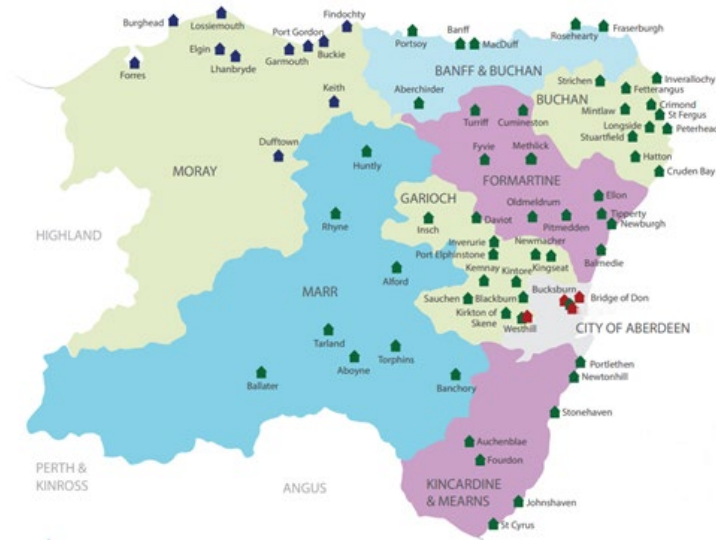 Burghead
Lossiemouth
Findochty
Port Gordon
Elgin
Lhanbryde
Garmouth
Buckie
Forres
Keith
Dufftown
MORAY
HIGHLAND
Portsoy
Banff
MacDuff
Rosehearty
Fraserburgh
BANFF & BUCHAN
Aberchirder
Strichen
Inverallochy
Fetterangus
BUCHAN
Mintlaw
Crimond
St Fergus
Longside
Peterhead
Stuartfield
Hatton
Cruden Bay
Turriff
Cumineston
Fyvie
Methlick
FORMARTINE
Ellon
Oldmeldrum
Tipperty
Pitmedden
Newburgh
Balmedie
Huntly
Rhyne
GARIOCH
Insch
Daviot
Inverurie
Newmacher
Port Elphinstone
Kingseat
Kemnay
Kintore
Sauchen
Blackburn
Kirkton of
Skene
Westhill
Bucksburn
Bridge of Don
CITY OF ABERDEEN
MARR
Alford
Tarland
Aboyne
Torphins
Ballater
Banchory
Portlethen
Newtonhill
Stonehaven
Auchenblae
Fourdon
KINCARDINE
& MEARNS
Johnshaven
St Cyrus
PERTH &
KINROSS
ANGUS